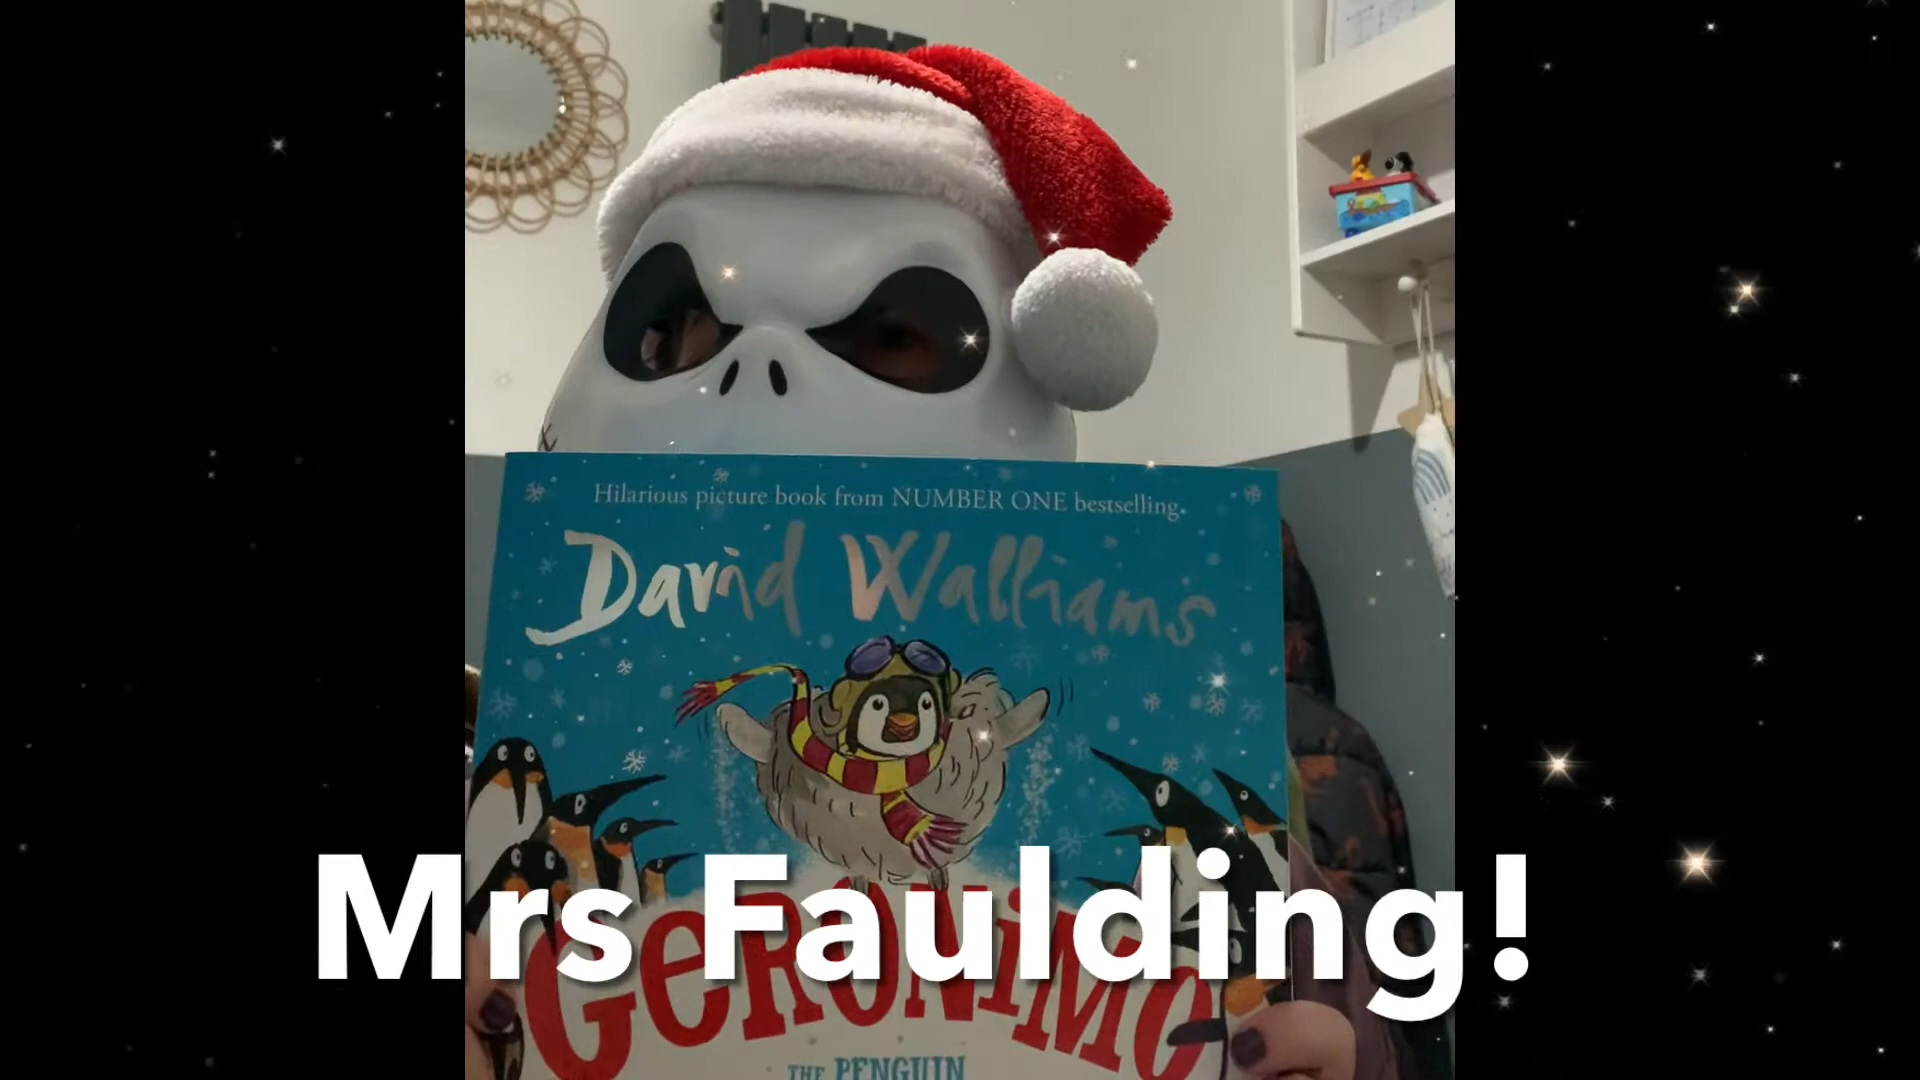 Hilarious picture book from NUMBER ONE bestselling
David Walliams
GERONIMO
THE PENGUIN
Mrs Faulding!